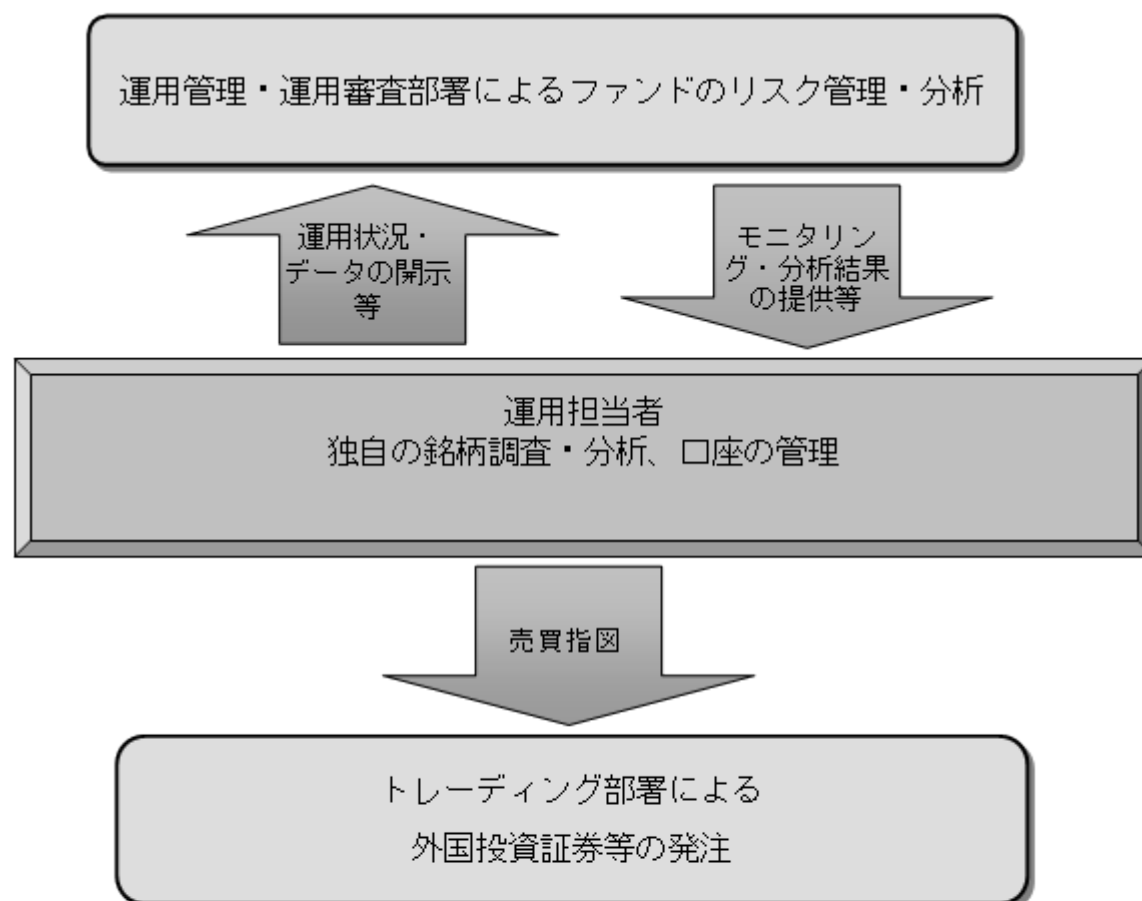 運用管理・運用審査部署によるファンドのリスク管理・分析
運用状況・
データの開示
等
モニタリン
グ・分析結果
の提供等
運用担当者
独自の銘柄調査・分析、口座の管理
売買指図
トレーディング部署による
外国投資証券等の発注